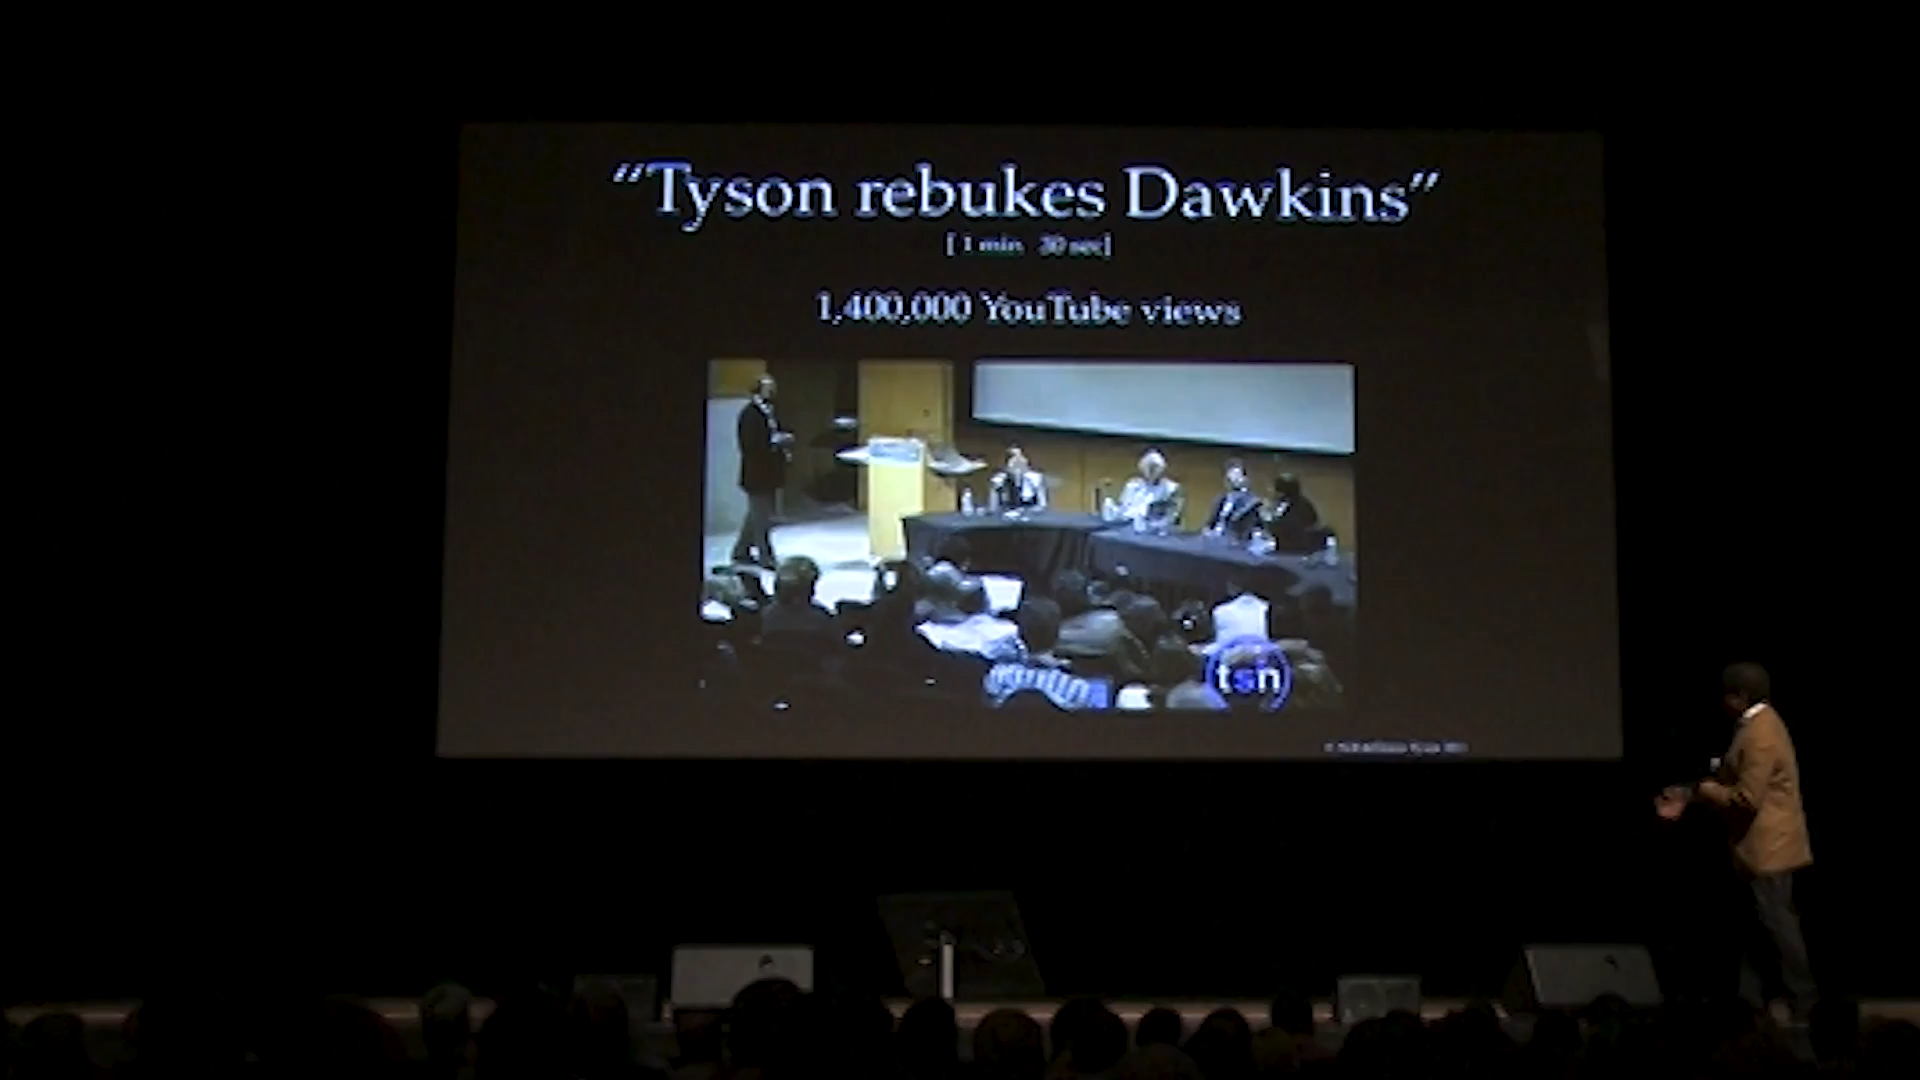 “Tyson rebukes Dawkins”
[ 1 min 30 sec]
1,400,000 YouTube views
tsn